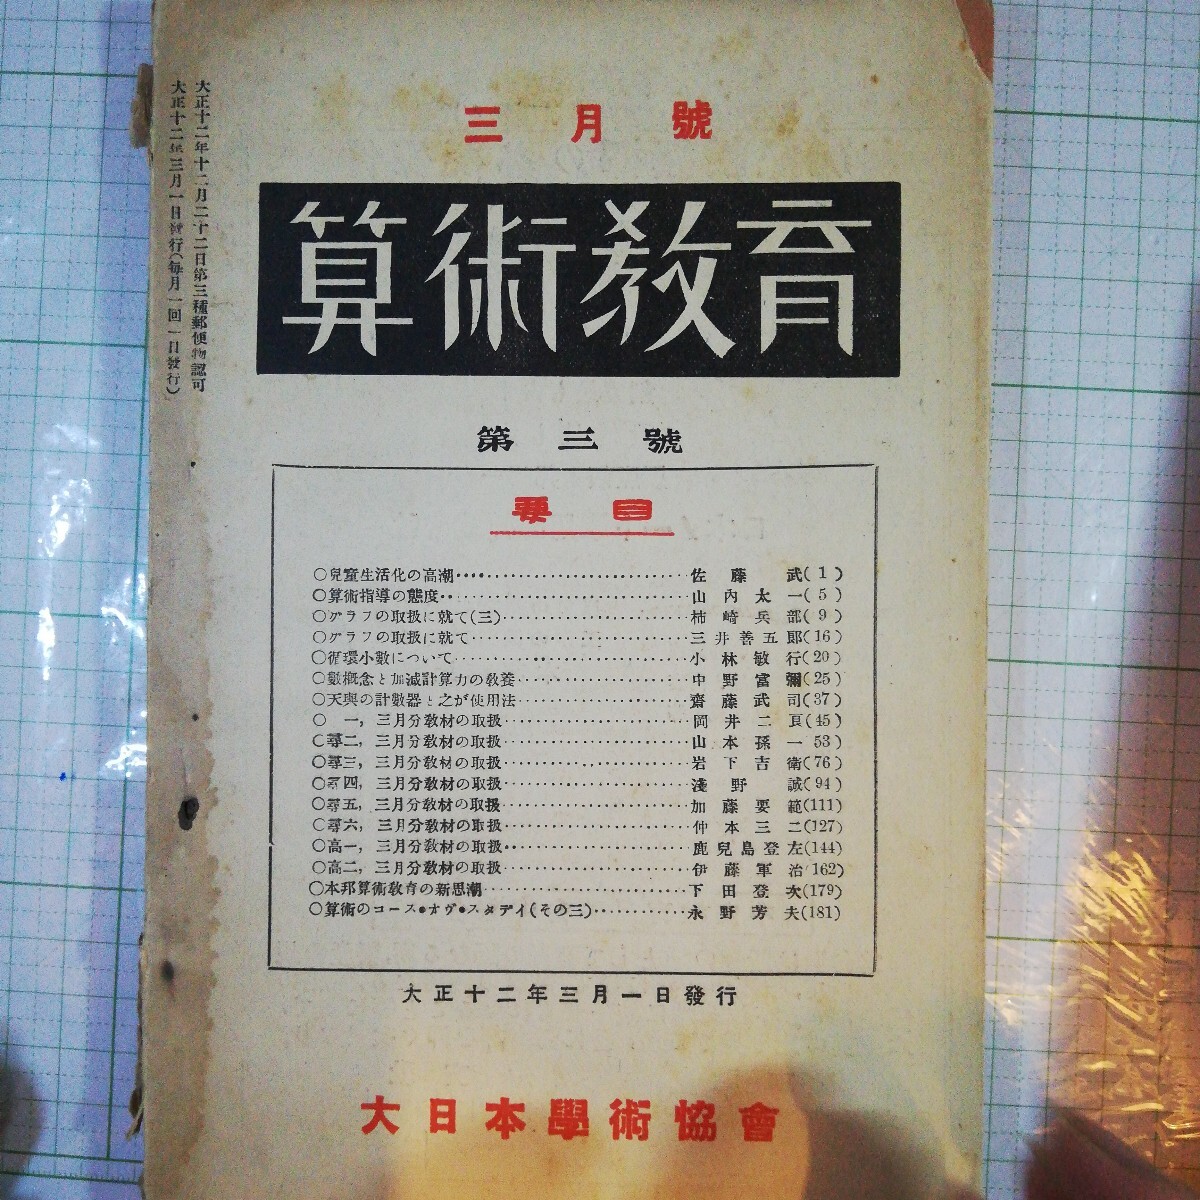 大正十二年十二月二十二日第三種郵便物認可
大正十二年三月一日發行(每月一回一日發行)
三月號
算術教育
第三號
要目
○兒童生活化の高潮 佐藤武(1)
○算術指導の態度 山內太一(5)
○グラフの取扱に就て(三) 柿崎兵部(9)
○グラフの取扱に就て 三井善五郎(16)
○循環小數について 小林敏行(20)
○數概念と加減計算力の敎養 中野富彌(25)
○天與の計數器と之が使用法 齋藤武司(37)
○ 一,三月分敎材の取扱 岡井二(45)
○尋二,三月分敎材の取扱 山本孫一 53)
○尋三,三月分敎材の取扱 岩下吉衛(76)
○尋四,三月分敎材の取扱 淺野誠(94)
○尋五,三月分敎材の取扱 加藤要範(111)
○尋六,三月分敎材の取扱 仲本三二(127)
○高一,三月分敎材の取扱 鹿兒島登左(144)
○高二,三月分敎材の取扱 伊藤軍治 162)
○本邦算術敎育の新思潮 下田登次(179)
○算術のコース•オヴ•スタデイ(その三) 永野芳夫(181)
大正十二年三月一日發行
大日本學術協會